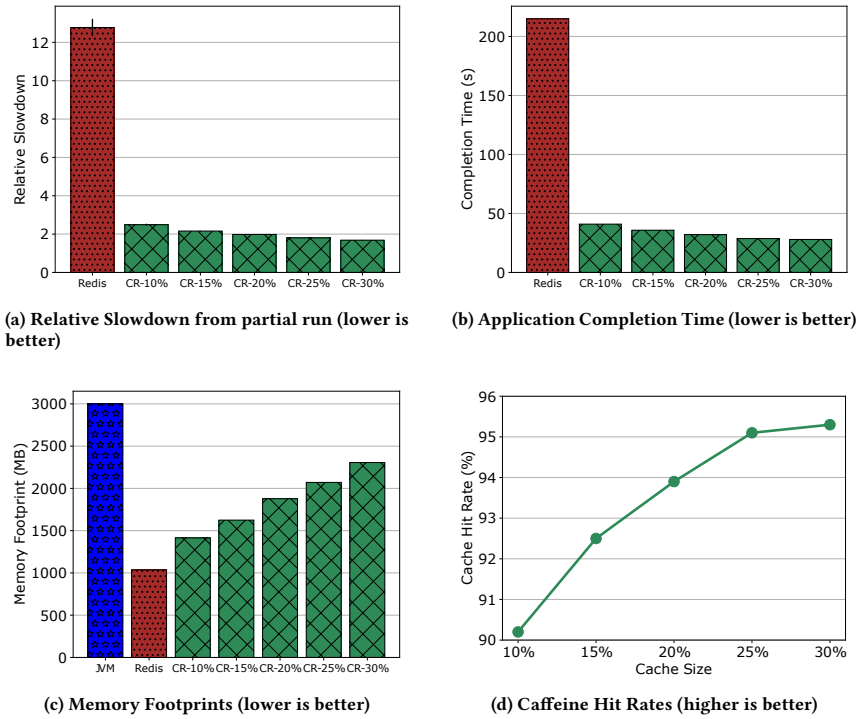 12
10
8
6
4
2
0
Relative Slowdown
Redis CR-10% CR-15% CR-20% CR-25% CR-30%
(a) Relative Slowdown from partial run (lower is
better)
200
150
100
50
0
Completion Time (s)
Redis CR-10% CR-15% CR-20% CR-25% CR-30%
(b) Application Completion Time (lower is better)
3000
2500
2000
1500
1000
500
0
Memory Footprint (MB)
JVM Redis CR-10% CR-15% CR-20% CR-25% CR-30%
(c) Memory Footprints (lower is better)
96
95
94
93
92
91
90
Cache Hit Rate (%)
10% 15% 20% 25% 30%
Cache Size
(d) Caffeine Hit Rates (higher is better)